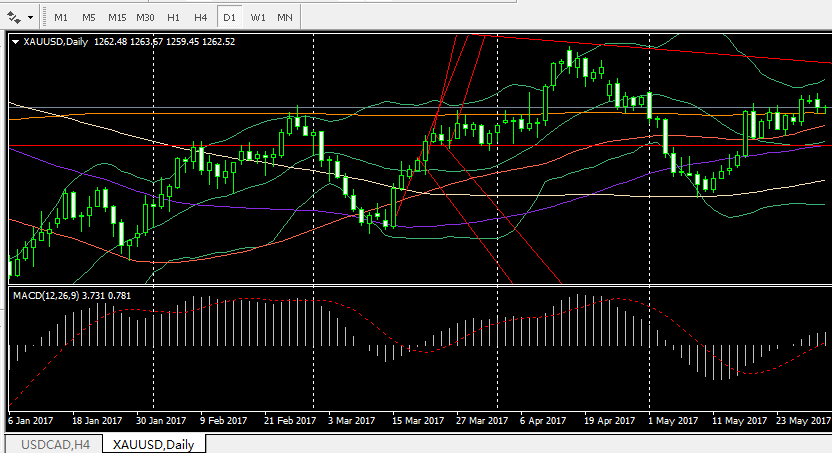 M1 M5 M15 M30 H1 H4 D1 W1 MN
XAUUSD,Daily 1262.48 1263.67 1259.45 1262.52
MACD(12,26,9) 3.731 0.781
6 Jan 2017 18 Jan 2017 30 Jan 2017 9 Feb 2017 21 Feb 2017 3 Mar 2017 15 Mar 2017 27 Mar 2017 6 Apr 2017 19 Apr 2017 1 May 2017 11 May 2017 23 May 2017
USDCAD,H4 XAUUSD,Daily